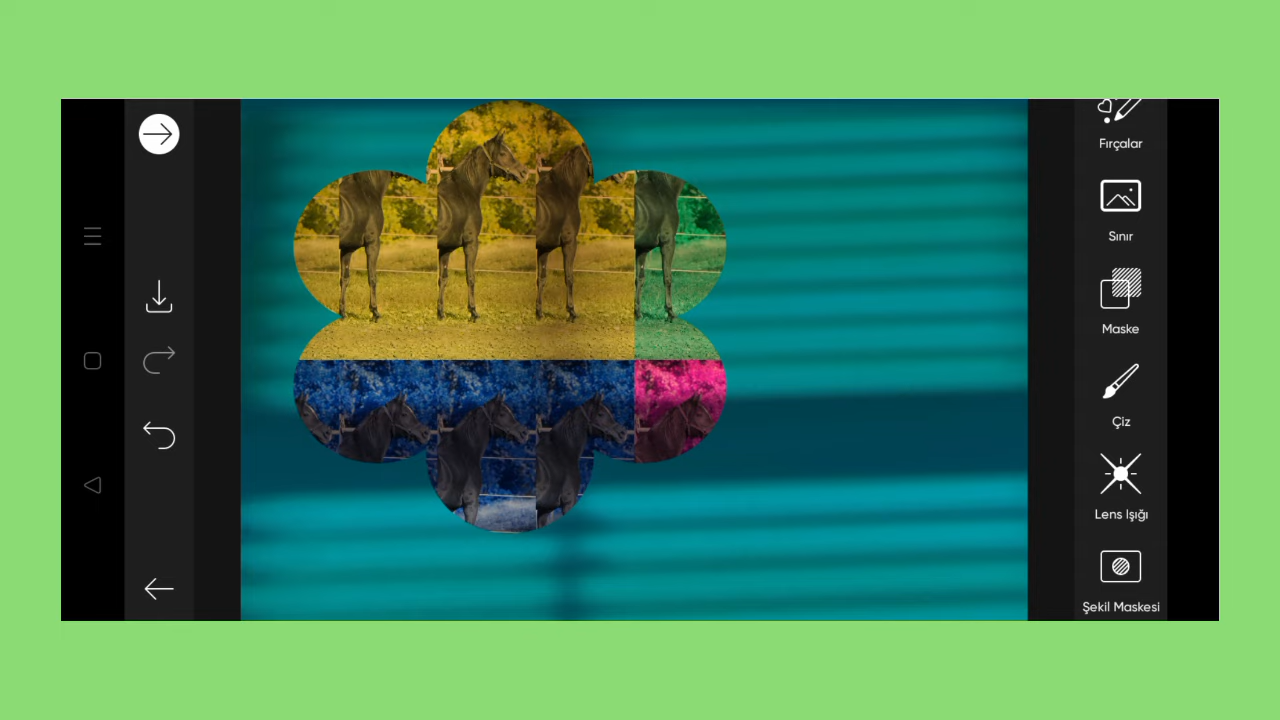 Fırçalar
Sınır
Maske
Çiz
Lens Işığı
Şekil Maskesi